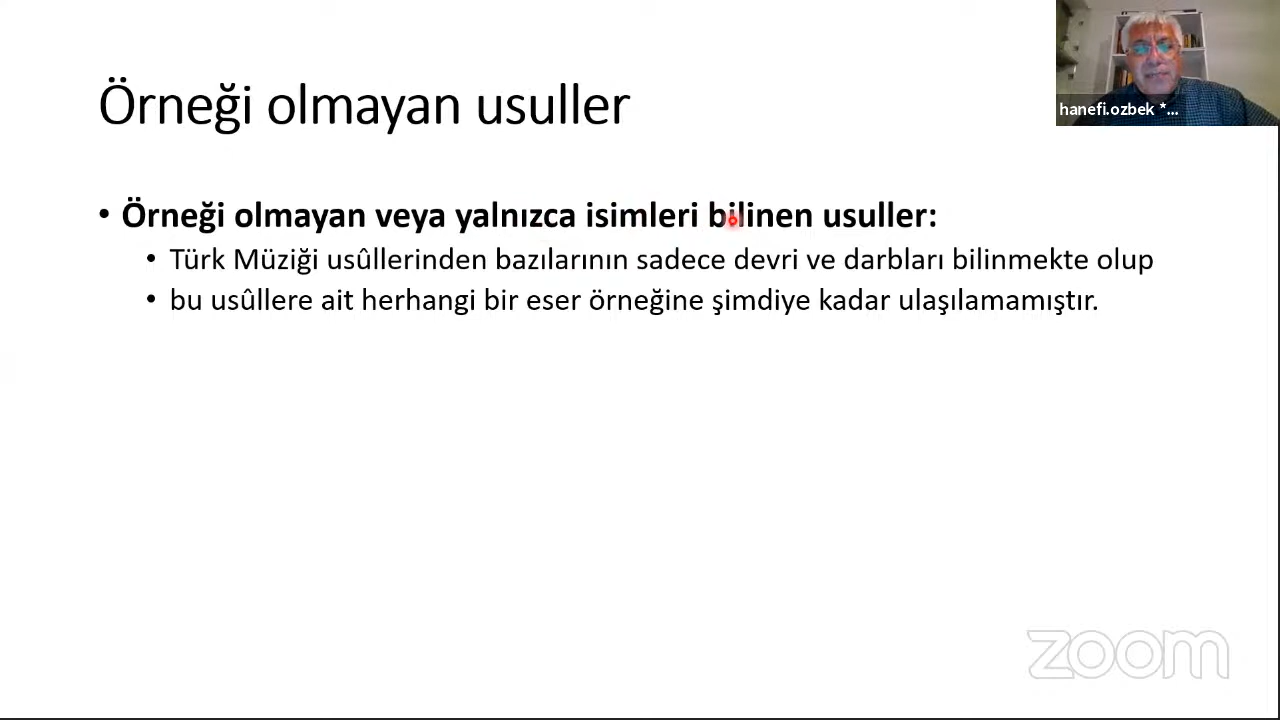 Örneği olmayan usuller
hanefi.ozbek *...
• Örneği olmayan veya yalnızca isimleri bilinen usuller:
• Türk Müziği usûllerinden bazılarının sadece devri ve darbları bilinmekte olup
• bu usûllere ait herhangi bir eser örneğine şimdiye kadar ulaşılamamıştır.
zoom